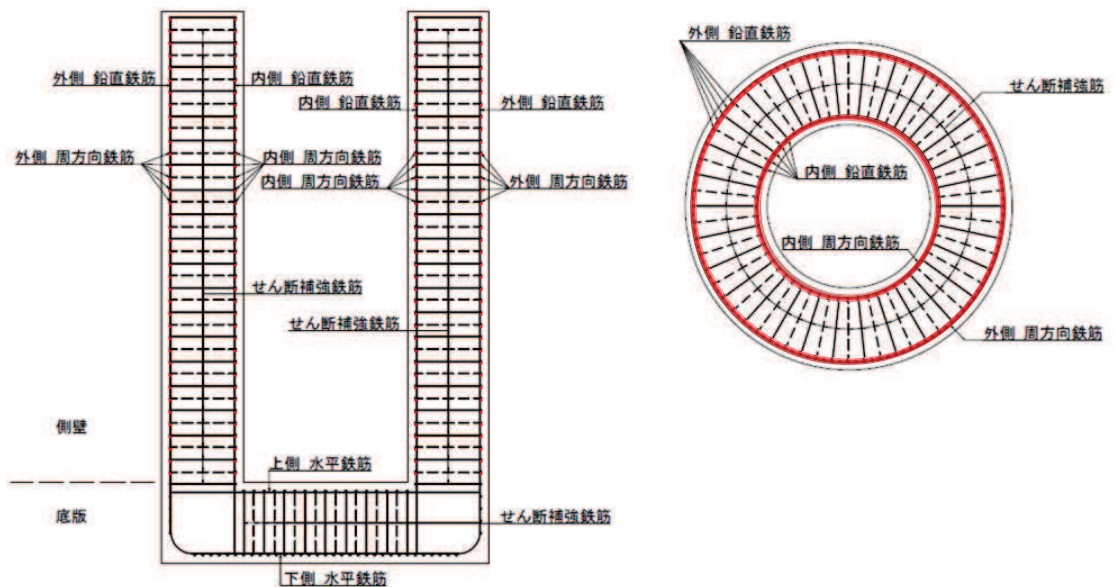 外側 鉛直鉄筋
内側 鉛直鉄筋
内側 鉛直鉄筋
外側 鉛直鉄筋
外側 周方向鉄筋
内側 周方向鉄筋
内側 周方向鉄筋
外側 周方向鉄筋
せん断補強鉄筋
せん断補強鉄筋
側壁
上側 水平鉄筋
底版
せん断補強鉄筋
下側 水平鉄筋
外側 鉛直鉄筋
せん断補強筋
内側 鉛直鉄筋
内側 周方向鉄筋
外側 周方向鉄筋